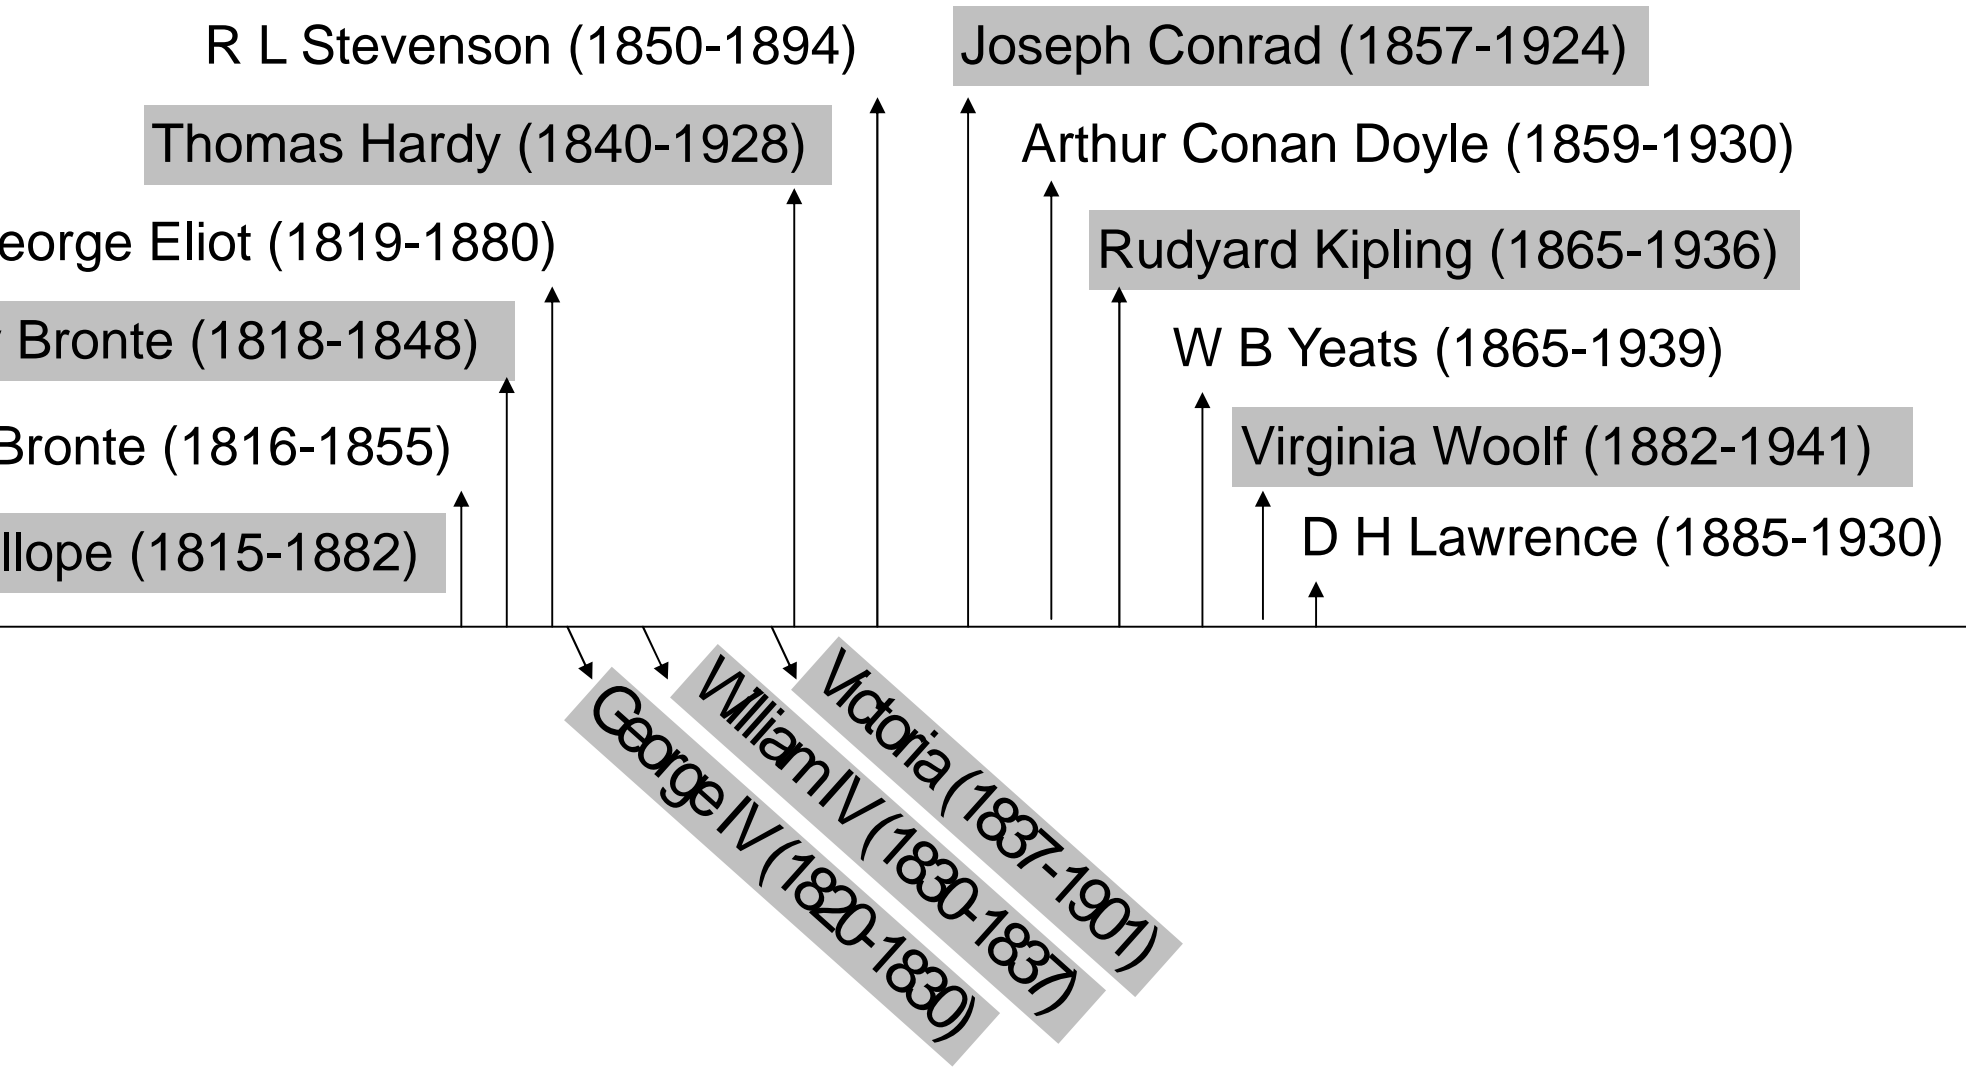 R L Stevenson (1850-1894)
Joseph Conrad (1857-1924)
Thomas Hardy (1840-1928)
Arthur Conan Doyle (1859-1930)
eorge Eliot (1819-1880)
Rudyard Kipling (1865-1936)
Bronte (1818-1848)
W B Yeats (1865-1939)
Bronte (1816-1855)
Virginia Woolf (1882-1941)
llope (1815-1882)
D H Lawrence (1885-1930)
George IV (1820-1830)
William IV (1830-1837)
Victoria (1837-1901)